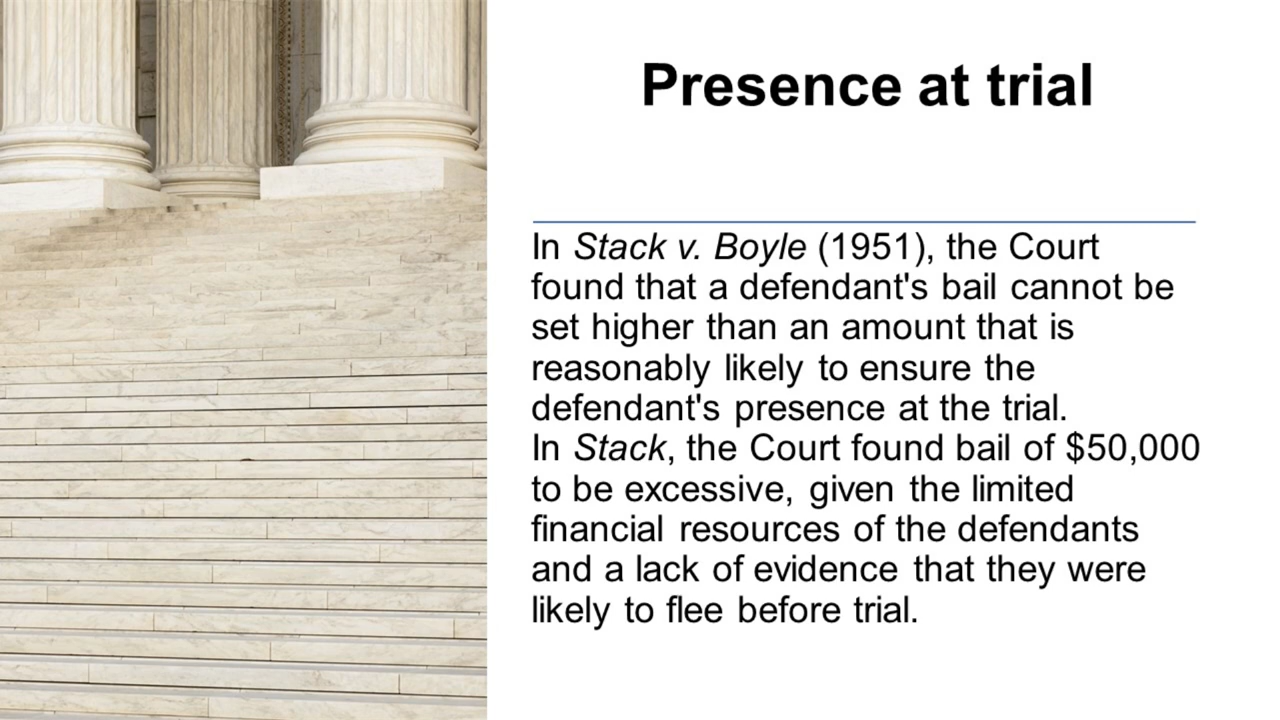 Presence at trial
In Stack v. Boyle (1951), the Court
found that a defendant's bail cannot be
set higher than an amount that is
reasonably likely to ensure the
defendant's presence at the trial.
In Stack, the Court found bail of $50,000
to be excessive, given the limited
financial resources of the defendants
and a lack of evidence that they were
likely to flee before trial.